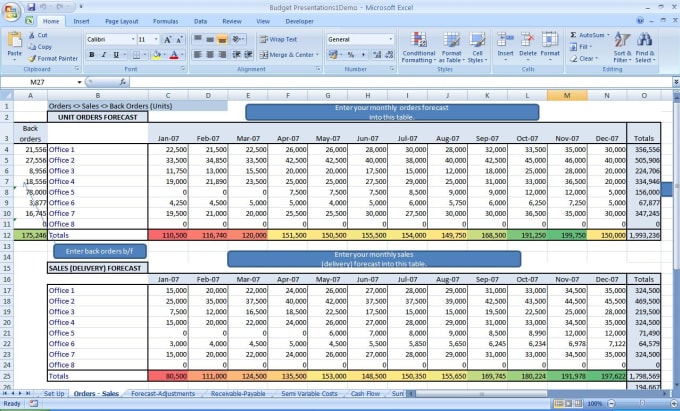 Budget Presentations1Demo - Microsoft Excel
Home Insert Page Layout Formulas Data Review View Developer
Cut
Copy
Format Painter
Paste
Clipboard
Calibri 11
B I U
Font
Wrap Text
Merge & Center
Alignment
General
Number
Conditional Formatting
Format as Table
Cell Styles
Styles
Insert Delete Format
Cells
AutoSum
Fill
Clear
Sort & Filter
Find & Select
Editing
M27
A B C D E F G H I J K L M N O
1 Orders <> Sales <> Back Orders (Units)
Enter your monthly orders forecast
into this table.
2 UNIT ORDERS FORECAST
3 Back orders Jan-07 Feb-07 Mar-07 Apr-07 May-07 Jun-07 Jul-07 Aug-07 Sep-07 Oct-07 Nov-07 Dec-07 Totals
4 21,556 Office 1 22,500 21,500 22,500 26,000 26,000 28,000 30,000 28,000 32,000 33,500 35,000 30,000 356,556
5 27,556 Office 2 33,500 34,850 33,500 42,500 42,500 40,000 38,000 40,000 42,500 45,000 46,000 40,000 505,906
6 8,956 Office 3 11,750 13,000 15,500 20,000 17,500 20,000 15,000 18,000 20,000 20,000 25,000 28,000 224,706
7 18,556 Office 4 19,000 21,890 23,500 25,000 25,000 27,500 29,000 25,000 31,000 33,000 36,500 20,000 334,946
8 78,000 Office 5 0 0 0 7,500 7,500 7,500 8,500 9,000 9,000 12,000 12,000 5,000 156,000
9 3,877 Office 6 4,250 4,500 5,000 5,000 5,000 4,000 6,000 5,750 6,000 6,250 5,000 7,250 67,877
10 16,745 Office 7 19,500 21,000 20,000 25,500 25,500 30,000 27,500 30,000 30,000 36,500 35,000 30,000 347,245
11 0 Office 8 0 0 0 0 0 0 0 0 0 0 0 0 0
12 175,246 Totals 110,500 116,740 120,000 151,500 150,500 155,500 154,000 149,750 168,500 191,250 199,750 150,000 1,993,236
13 Enter back orders b/f
14 Enter your monthly sales
(delivery) forecast into this table.
15 SALES (DELIVERY) FORECAST
16 Jan-07 Feb-07 Mar-07 Apr-07 May-07 Jun-07 Jul-07 Aug-07 Sep-07 Oct-07 Nov-07 Dec-07 Totals
17 Office 1 15,000 20,000 22,000 24,000 26,000 27,000 28,000 29,000 31,000 33,000 34,500 35,000 324,500
18 Office 2 25,000 35,000 37,500 40,000 42,000 37,500 37,500 39,000 42,500 43,500 44,500 45,500 469,500
19 Office 3 7,500 12,000 16,500 18,500 22,500 17,500 15,000 15,000 19,500 22,500 25,000 28,000 219,500
20 Office 4 15,000 20,000 22,000 24,000 26,000 27,000 28,000 29,000 31,000 33,000 34,500 35,000 324,500
21 Office 5 0 0 0 0 6,000 7,000 8,000 9,000 8,500 8,990 12,000 12,000 71,490
22 Office 6 3,000 4,000 4,500 5,000 4,500 5,500 5,850 5,650 6,245 6,234 6,978 7,122 64,579
23 Office 7 15,000 20,000 22,000 24,000 26,000 27,000 28,000 29,000 31,000 33,000 34,500 35,000 324,500
24 Office 8 0 0 0 0 0 0 0 0 0 0 0 0 0
25 Totals 80,500 111,000 124,500 135,500 153,000 148,500 150,350 155,650 169,745 180,224 191,978 197,622 1,798,569
26 194,667
Set Up Orders - Sales Forecast-Adjustments Receivable-Payable Semi Variable Costs Cash Flow Sun
Ready 100%